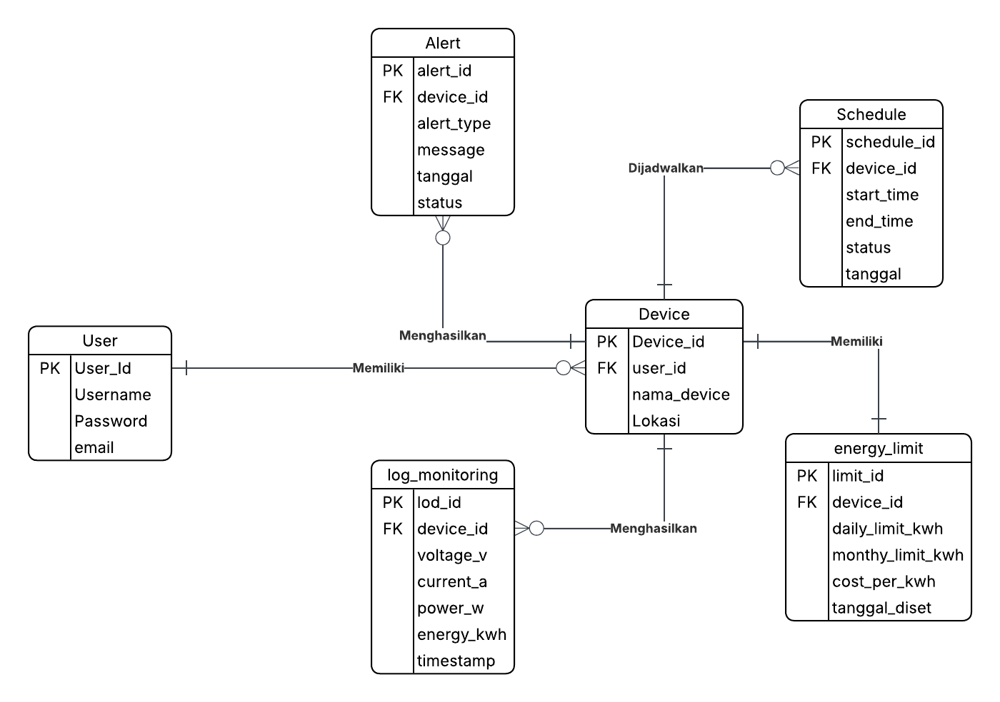 Alert
PK alert_id
FK device_id
alert_type
message
tanggal
status
Schedule
PK schedule_id
FK device_id
start_time
end_time
status
tanggal
Dijadwalkan
Menghasilkan
Device
PK Device_id
FK user_id
nama_device
Lokasi
Memiliki
User
PK User_Id
Username
Password
email
Memiliki
log_monitoring
PK lod_id
FK device_id
voltage_v
current_a
power_w
energy_kwh
timestamp
Menghasilkan
energy_limit
PK limit_id
FK device_id
daily_limit_kwh
monthy_limit_kwh
cost_per_kwh
tanggal_diset